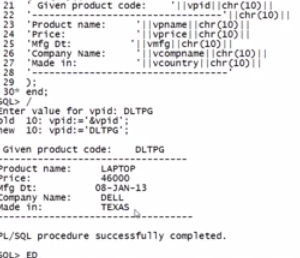 21 ' Given product code:     '||vpid||chr(10)||
22 '------------------------------'||chr(10)||
23 'Product name:      '||vpname||chr(10)||
24 'Price:             '||vprice||chr(10)||
25 'Mfg Dt:            '||vmfg||chr(10)||
26 'Company Name:      '||vcompname||chr(10)||
27 'Made in:           '||vcountry||chr(10)||
28 '------------------------------'
29 );
30* end;
SQL> /
Enter value for vpid: DLTPG
old  10: vpid:='&vpid';
new  10: vpid:='DLTPG';
Given product code:    DLTPG
------------------------------
Product name:      LAPTOP
Price:             46000
Mfg Dt:            08-JAN-13
Company Name:      DELL
Made in:           TEXAS
------------------------------
PL/SQL procedure successfully completed.
SQL> ED